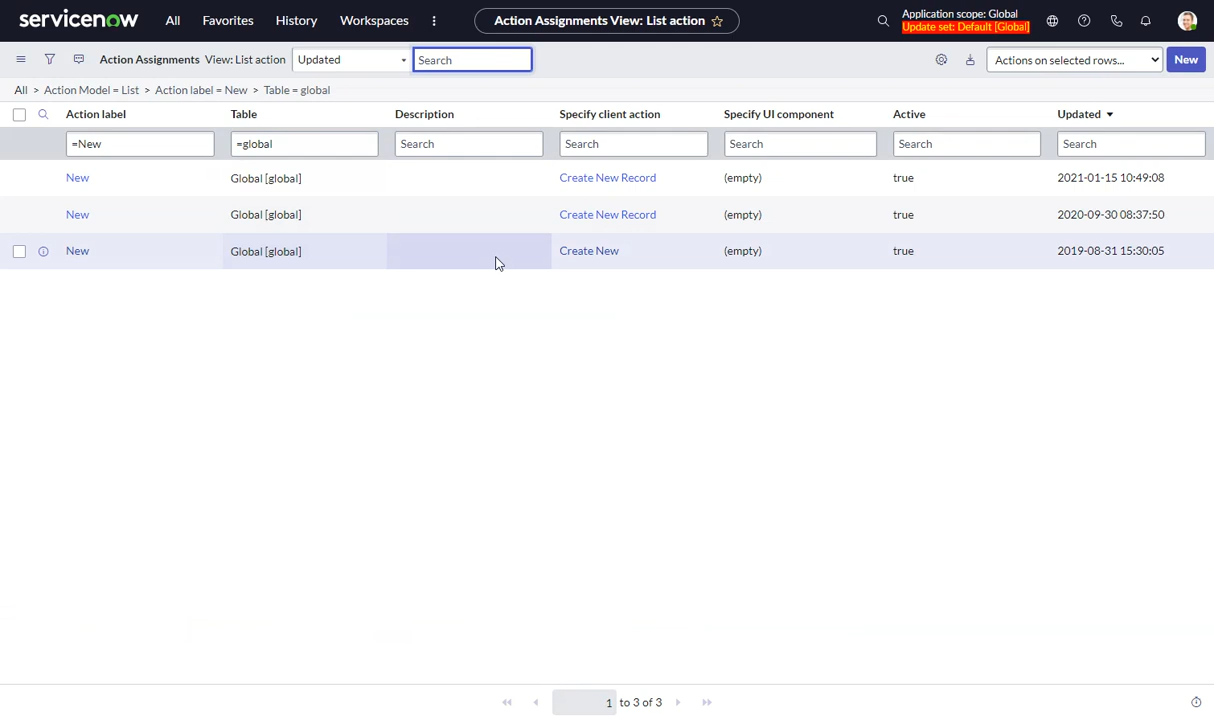 servicenow All Favorites History Workspaces Action Assignments View: List action Application scope: Global
Update set: Default [Global]
Action Assignments View: List action Updated Search Actions on selected rows... New
All > Action Model = List > Action label = New > Table = global
Action label Table Description Specify client action Specify UI component Active Updated
=New =global Search Search Search Search Search
New Global [global] Create New Record (empty) true 2021-01-15 10:49:08
New Global [global] Create New Record (empty) true 2020-09-30 08:37:50
New Global [global] Create New (empty) true 2019-08-31 15:30:05
1 to 3 of 3